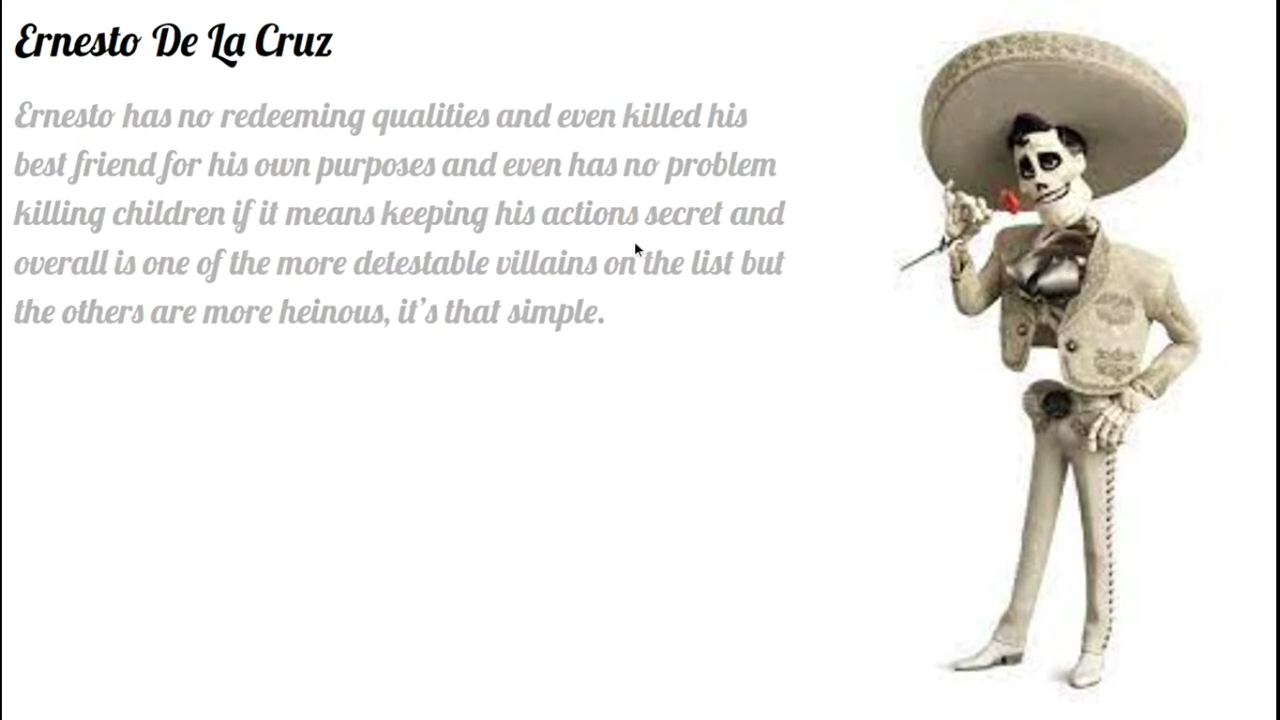 Ernesto De La Cruz
Ernesto has no redeeming qualities and even killed his
best friend for his own purposes and even has no problem
killing children if it means keeping his actions secret and
overall is one of the more detestable villains on the list but
the others are more heinous, it's that simple.